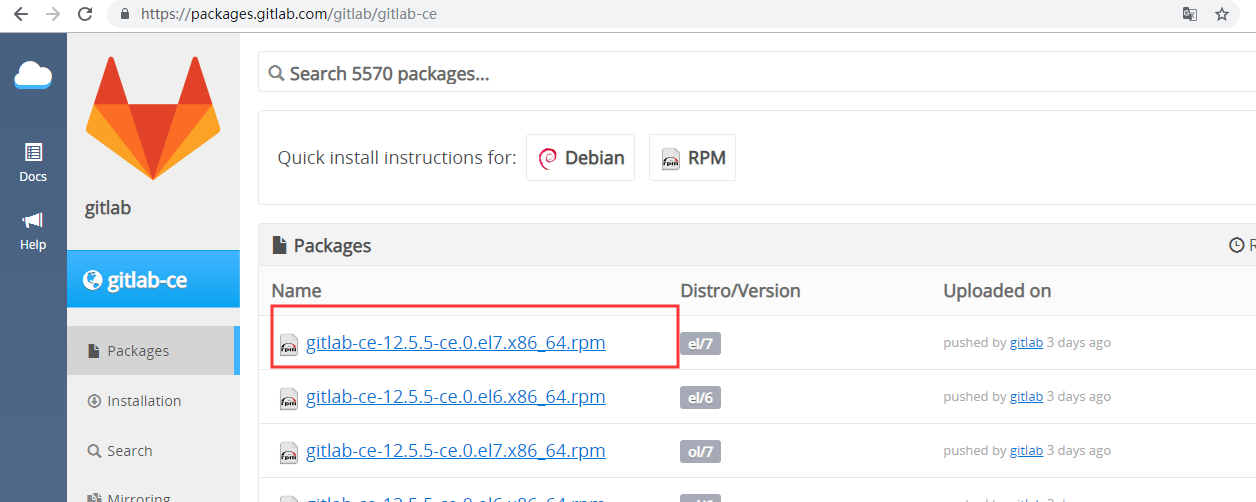 https://packages.gitlab.com/gitlab/gitlab-ce
Search 5570 packages...
Quick install instructions for: Debian RPM
Docs
gitlab
Help
Packages
R
gitlab-ce
Name Distro/Version Uploaded on
gitlab-ce-12.5.5-ce.0.el7.x86_64.rpm el/7 pushed by gitlab 3 days ago
Packages
gitlab-ce-12.5.5-ce.0.el6.x86_64.rpm el/6 pushed by gitlab 3 days ago
Installation
gitlab-ce-12.5.5-ce.0.el7.x86_64.rpm ol/7 pushed by gitlab 3 days ago
Search
Mirroring